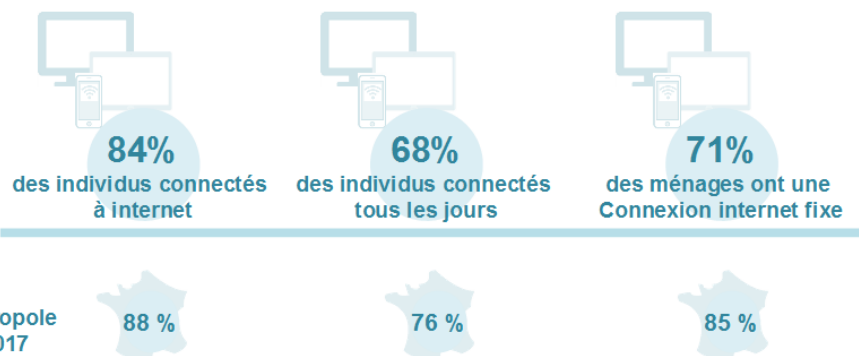 84%
des individus connectés
à internet
68%
des individus connectés
tous les jours
71%
des ménages ont une
Connexion internet fixe
88 %
76 %
85 %